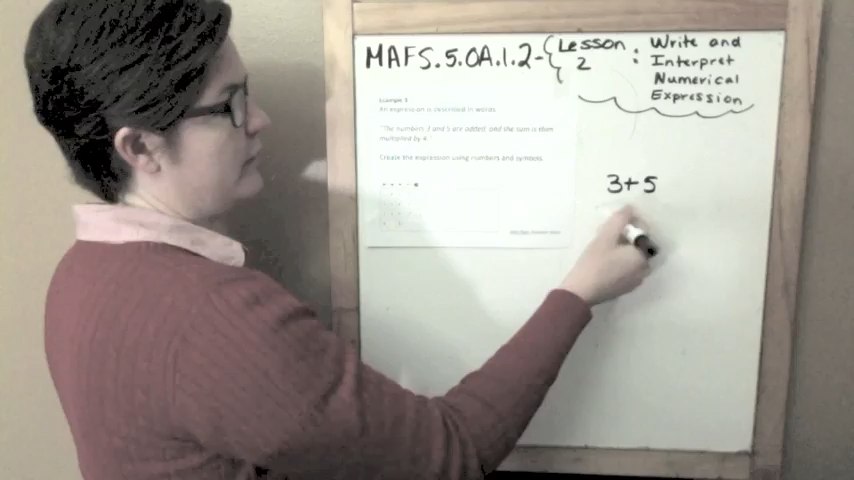 MAFS.5.OA.1.2- Lesson 2 : Write and
Interpret
Numerical
Expression
Example 3
An expression is described in words.
"The numbers 3 and 5 are added, and the sum is then
multiplied by 4."
Create the expression using numbers and symbols.
3+5